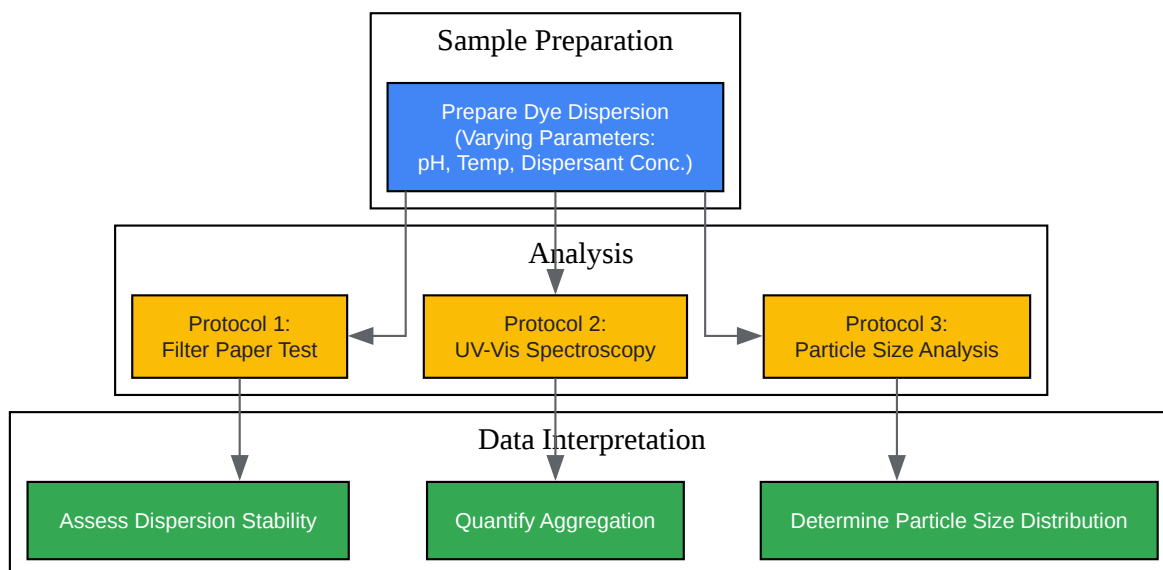 Sample Preparation
Prepare Dye Dispersion
(Varying Parameters:
pH, Temp, Dispersant Conc.)
Analysis
Protocol 1:
Filter Paper Test
Protocol 2:
UV-Vis Spectroscopy
Protocol 3:
Particle Size Analysis
Data Interpretation
Assess Dispersion Stability
Quantify Aggregation
Determine Particle Size Distribution